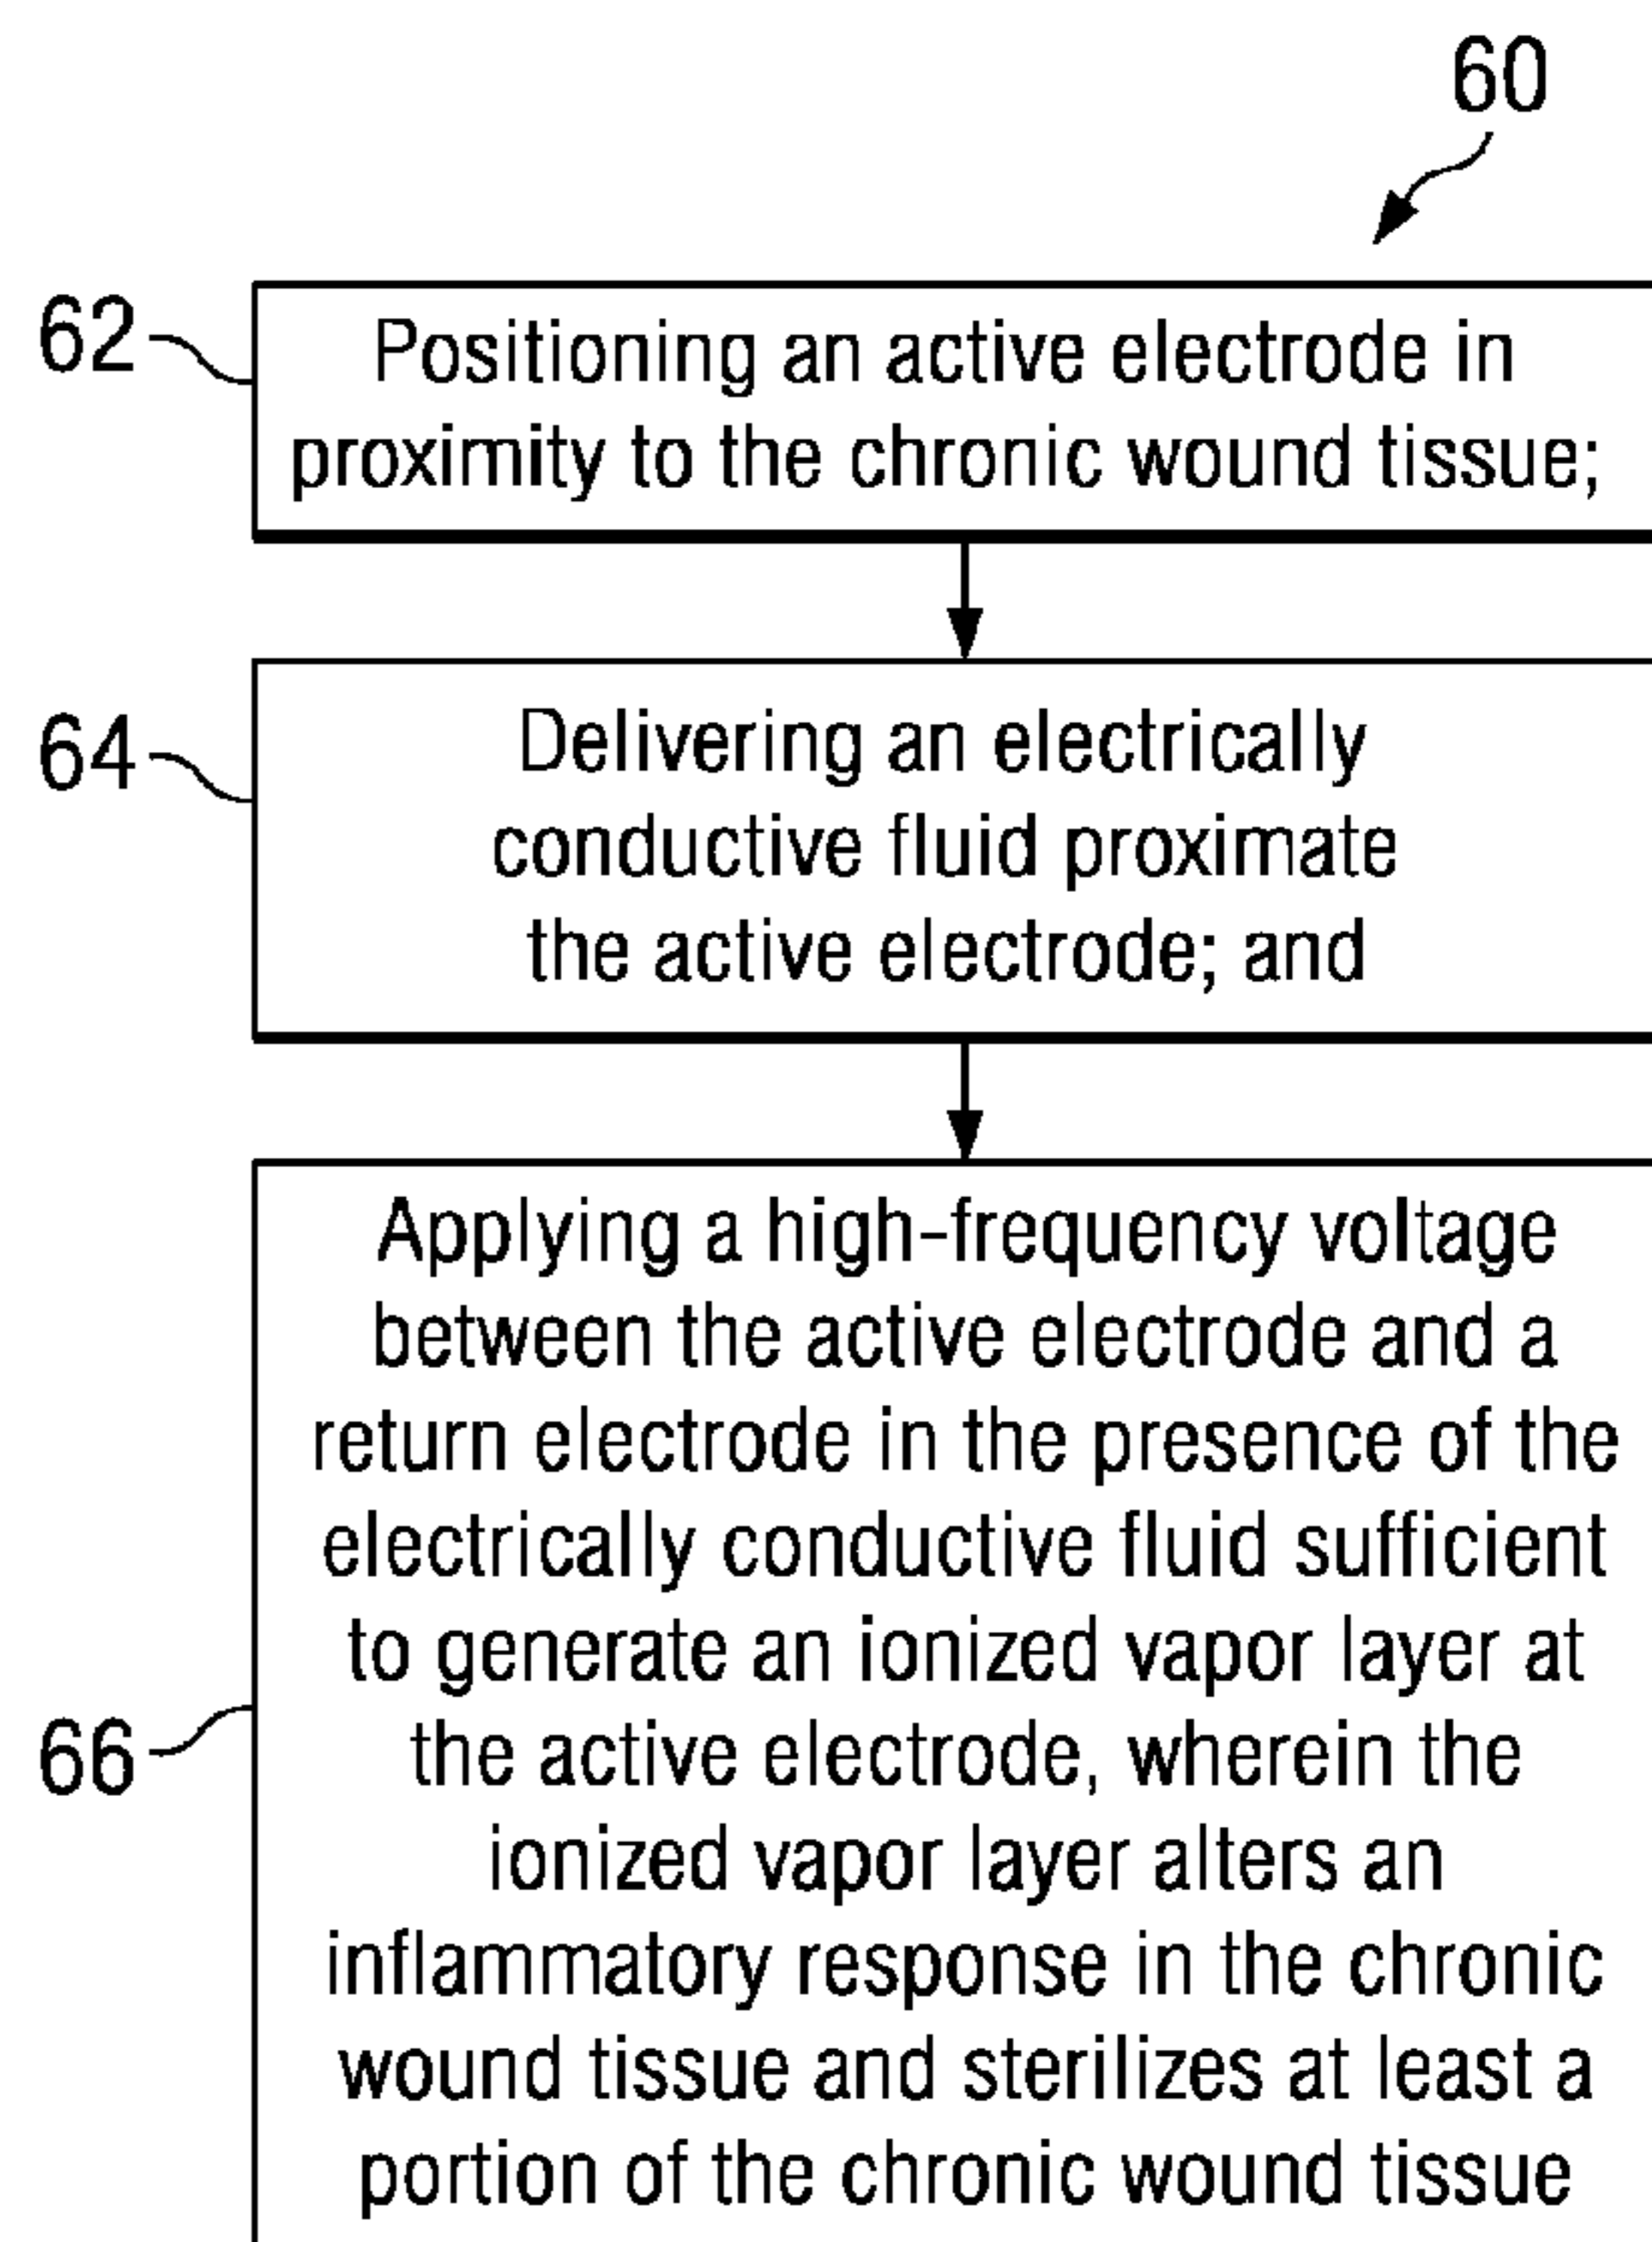 60
62
Positioning an active electrode in
proximity to the chronic wound tissue;
64
Delivering an electrically
conductive fluid proximate
the active electrode; and
66
Applying a high-frequency voltage
between the active electrode and a
return electrode in the presence of the
electrically conductive fluid sufficient
to generate an ionized vapor layer at
the active electrode, wherein the
ionized vapor layer alters an
inflammatory response in the chronic
wound tissue and sterilizes at least a
portion of the chronic wound tissue